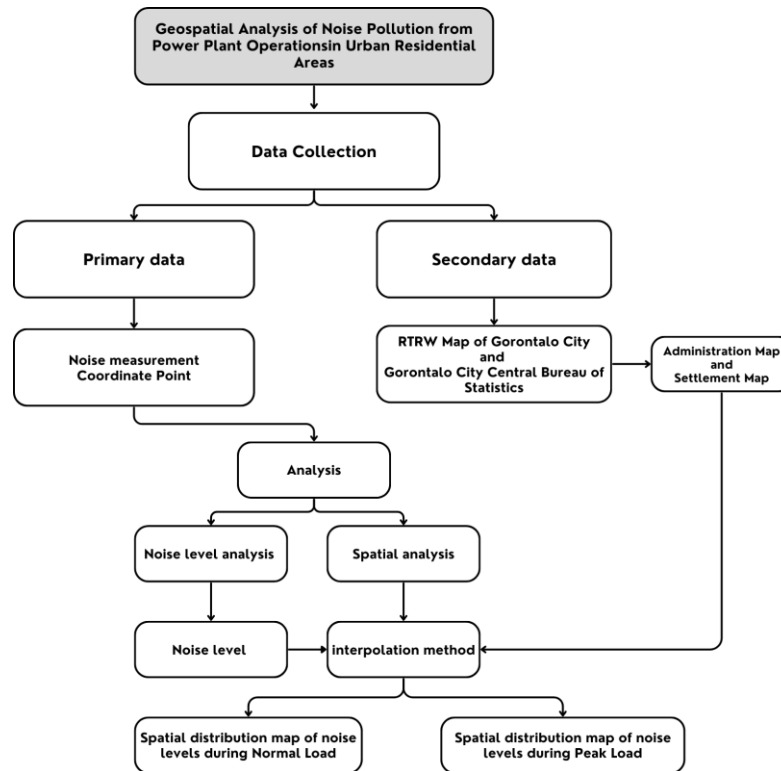 Geospatial Analysis of Noise Pollution from
Power Plant Operationsin Urban Residential
Areas
Data Collection
Primary data
Secondary data
Noise measurement
Coordinate Point
RTRW Map of Gorontalo City
and
Gorontalo City Central Bureau of
Statistics
Administration Map
and
Settlement Map
Analysis
Noise level analysis
Spatial analysis
Noise level
interpolation method
Spatial distribution map of noise
levels during Normal Load
Spatial distribution map of noise
levels during Peak Load